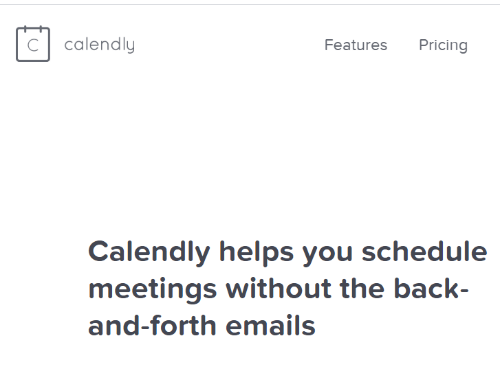 C calendly Features Pricing
Calendly helps you schedule
meetings without the back-
and-forth emails